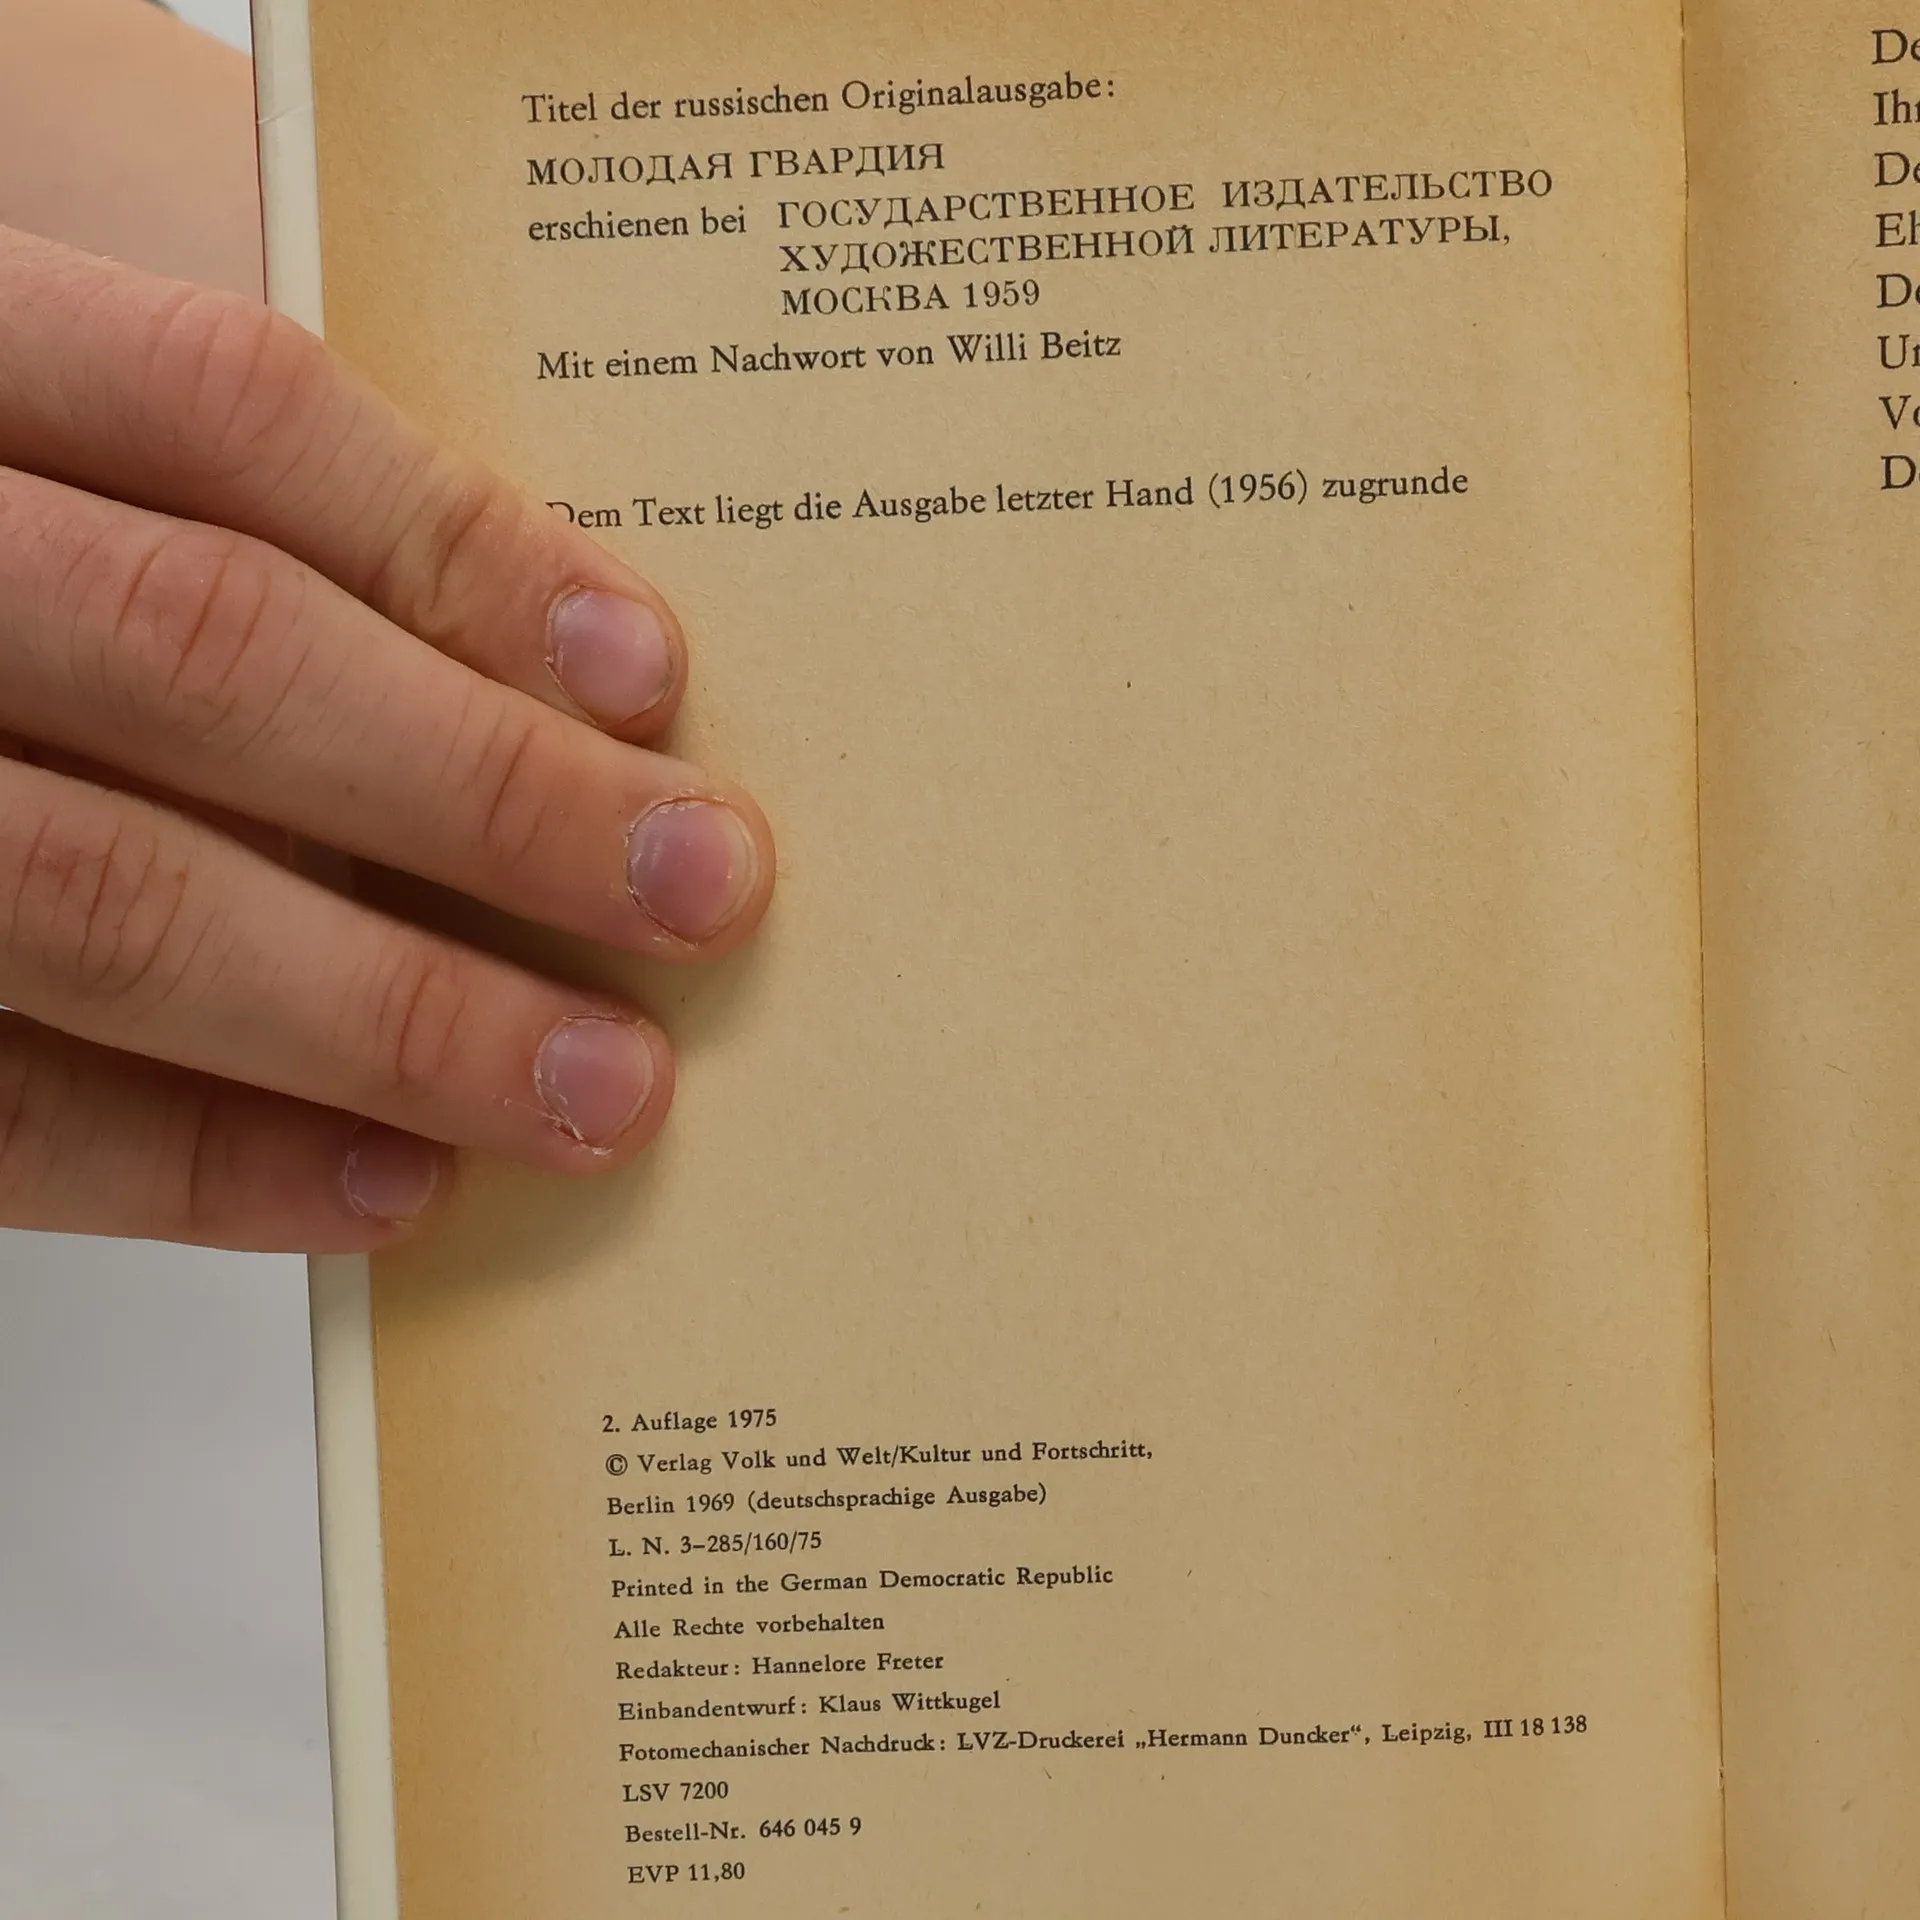 Titel der russischen Originalausgabe:
МОЛОДАЯ ГВАРДИЯ
erschienen bei ГОСУДАРСТВЕННОЕ ИЗДАТЕЛЬСТВО
ХУДОЖЕСТВЕННОЙ ЛИТЕРАТУРЫ,
МОСКВА 1959
Mit einem Nachwort von Willi Beitz
Dem Text liegt die Ausgabe letzter Hand (1956) zugrunde
2. Auflage 1975
© Verlag Volk und Welt/Kultur und Fortschritt,
Berlin 1969 (deutschsprachige Ausgabe)
L. N. 3–285/160/75
Printed in the German Democratic Republic
Alle Rechte vorbehalten
Redakteur: Hannelore Freter
Einbandentwurf: Klaus Wittkugel
Fotomechanischer Nachdruck: LVZ-Druckerei „Hermann Duncker“, Leipzig, III 18 138
LSV 7200
Bestell-Nr. 646 045 9
EVP 11,80